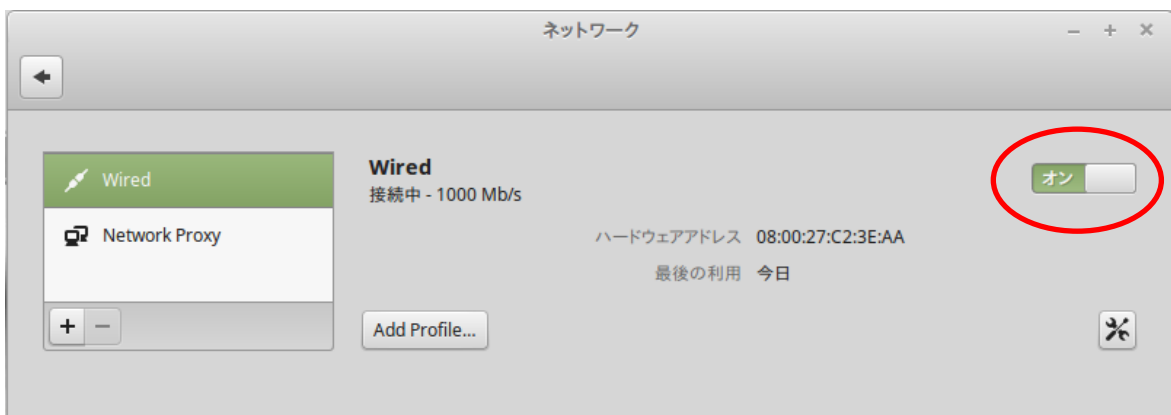 ネットワーク
Wired
Network Proxy
Wired
接続中 - 1000 Mb/s
オン
ハードウェアアドレス 08:00:27:C2:3E:AA
最後の利用 今日
Add Profile...